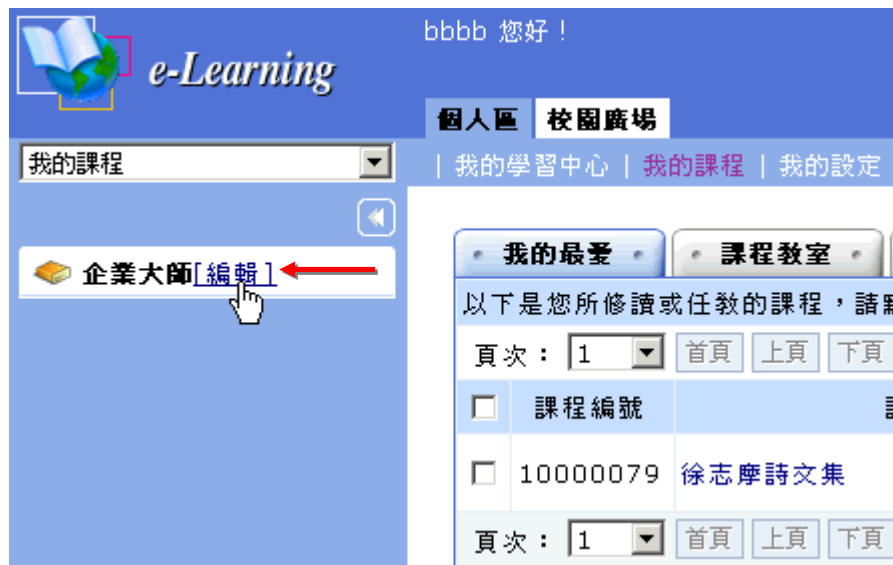 e-Learning
bbbb 您好！
個人區 校園廣場
我的課程
| 我的學習中心 | 我的課程 | 我的設定
企業大師[編輯]
我的最愛 課程教室
以下是您所修讀或任教的課程，請
頁次： 1 首頁 上頁 下頁
課程編號
10000079 徐志摩詩文集
頁次： 1 首頁 上頁 下頁